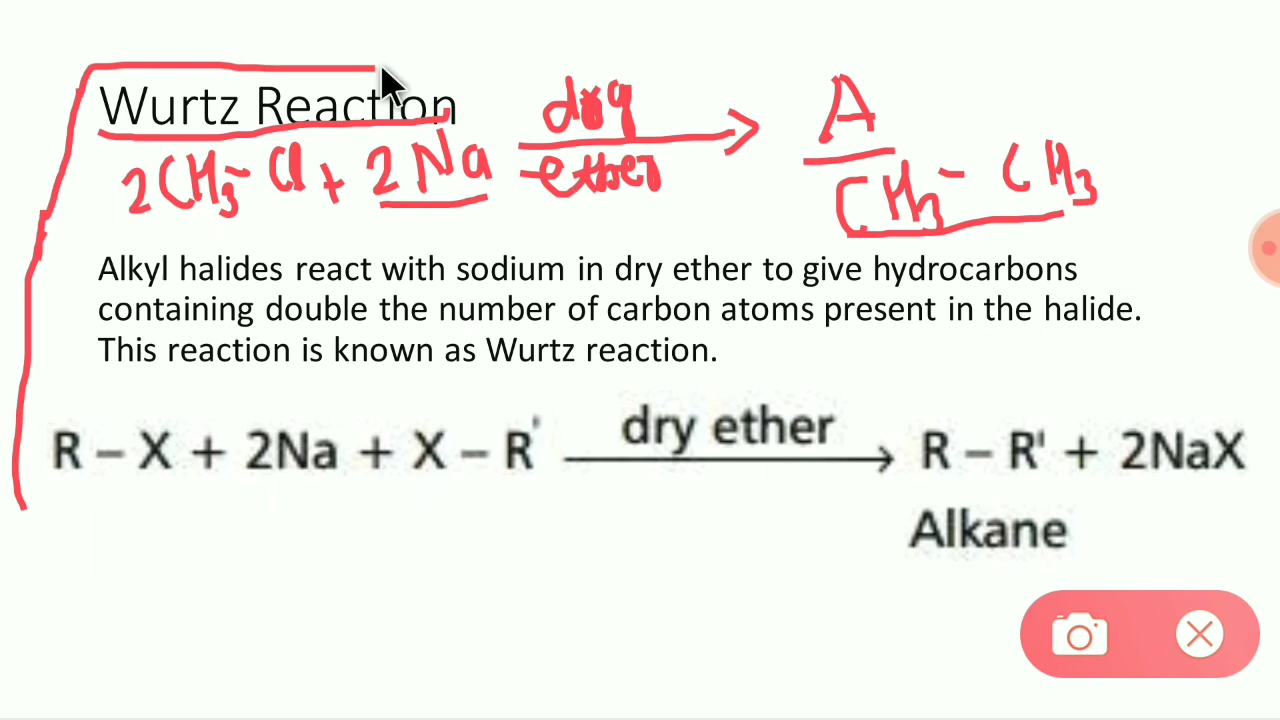 Wurtz Reaction
2CH3-Cl + 2Na dry ether → A
CH3 - CH3
Alkyl halides react with sodium in dry ether to give hydrocarbons
containing double the number of carbon atoms present in the halide.
This reaction is known as Wurtz reaction.
dry ether
R – X + 2Na + X – R' → R – R' + 2NaX
Alkane